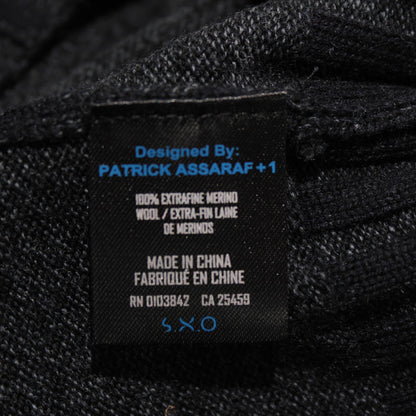 Designed By:
PATRICK ASSARAF +1
100% EXTRAFINE MERINO
WOOL / EXTRA-FIN LAINE
DE MERINOS
MADE IN CHINA
FABRIQUÉ EN CHINE
RN 0103842 CA 25459
S.X.O